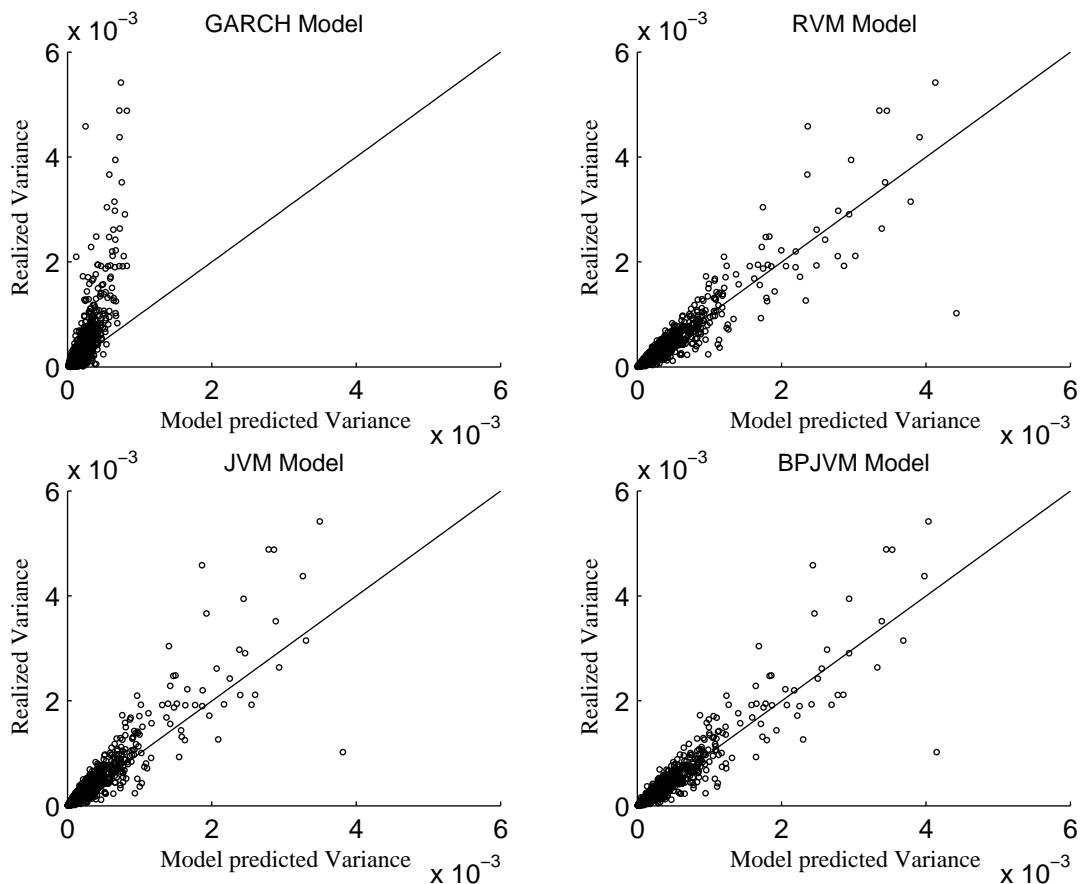 x 10⁻³
GARCH Model
6
4
2
0
Realized Variance
0 2 4 6
Model predicted Variance
x 10⁻³
x 10⁻³
RVM Model
6
4
2
0
Realized Variance
0 2 4 6
Model predicted Variance
x 10⁻³
x 10⁻³
JVM Model
6
4
2
0
Realized Variance
0 2 4 6
Model predicted Variance
x 10⁻³
x 10⁻³
BPJVM Model
6
4
2
0
Realized Variance
0 2 4 6
Model predicted Variance
x 10⁻³